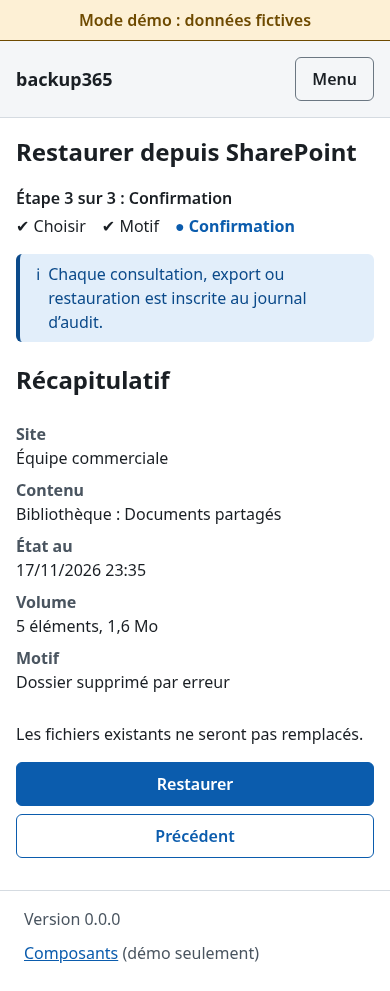 Mode démo : données fictives
backup365
Menu
Restaurer depuis SharePoint
Étape 3 sur 3 : Confirmation
✔ Choisir ✔ Motif ● Confirmation
i Chaque consultation, export ou
restauration est inscrite au journal
d’audit.
Récapitulatif
Site
Équipe commerciale
Contenu
Bibliothèque : Documents partagés
État au
17/11/2026 23:35
Volume
5 éléments, 1,6 Mo
Motif
Dossier supprimé par erreur
Les fichiers existants ne seront pas remplacés.
Restaurer
Précédent
Version 0.0.0
Composants (démo seulement)